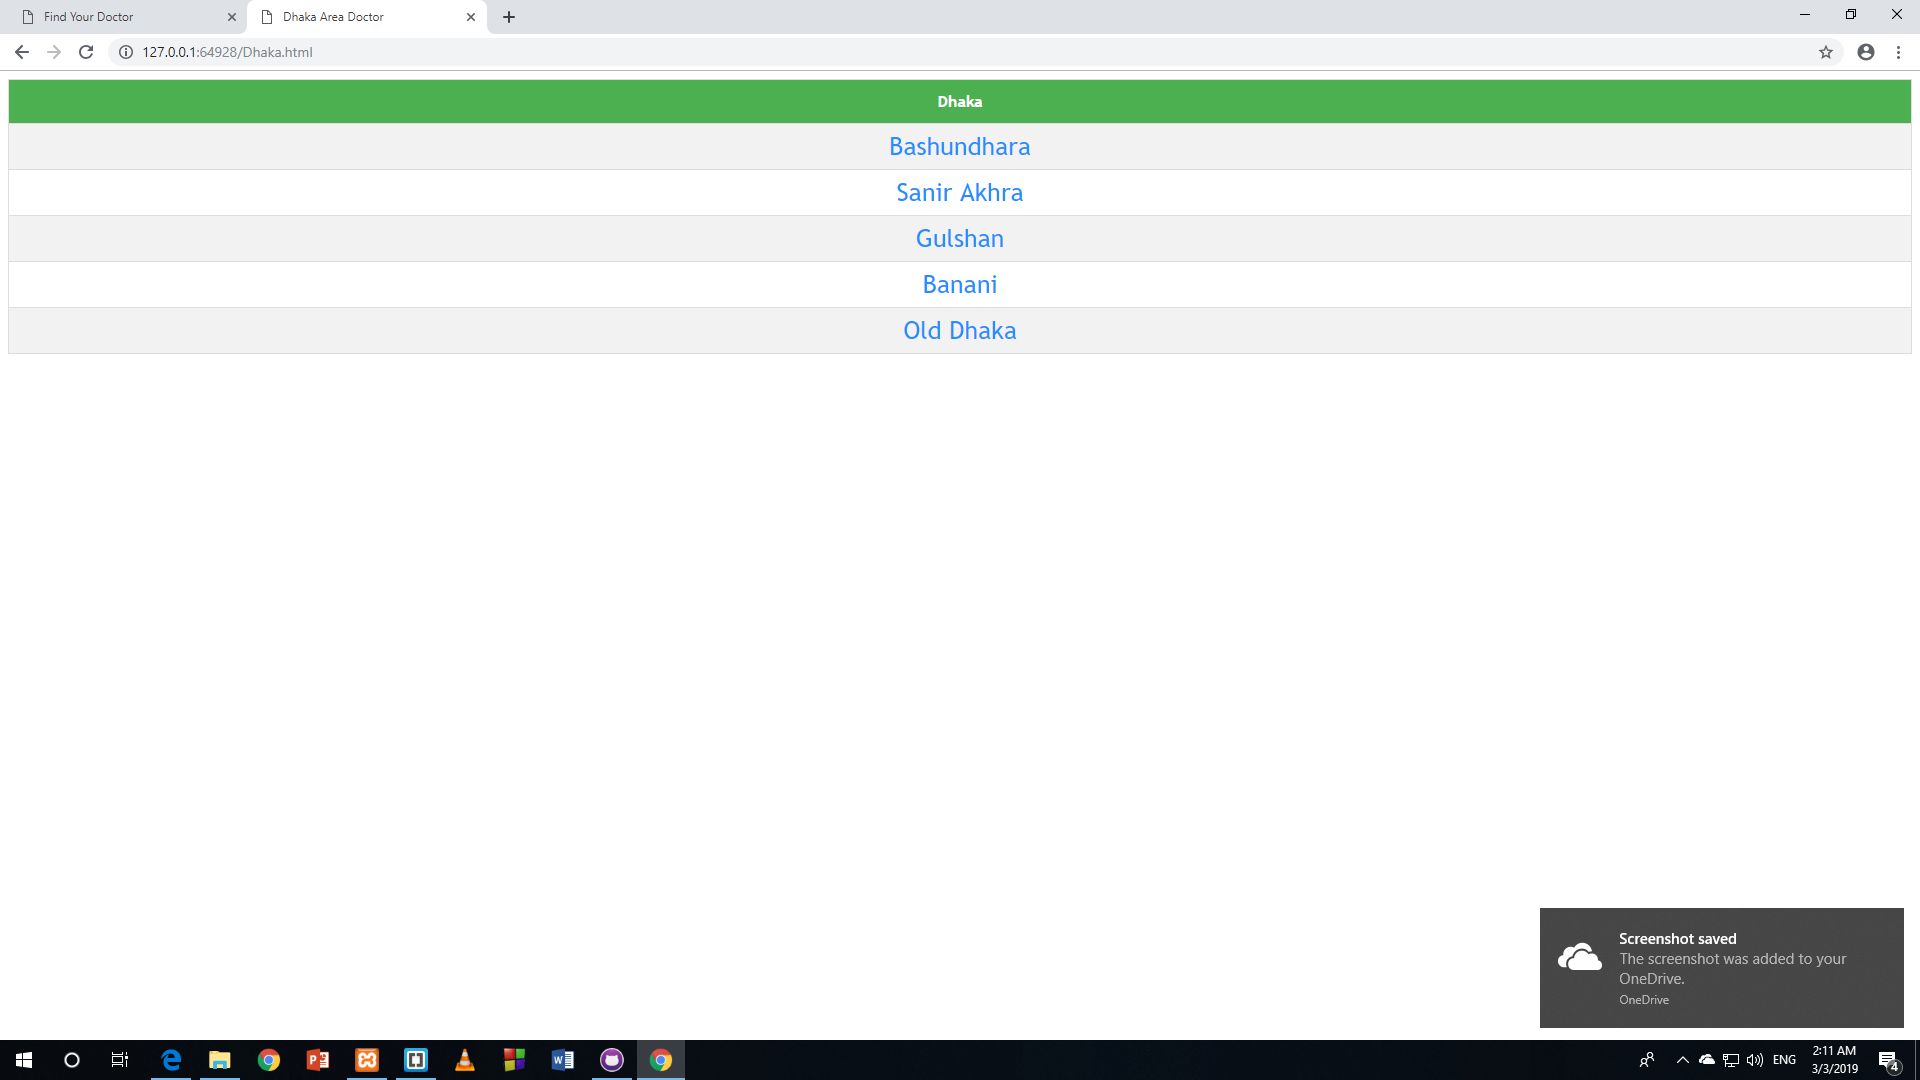 Find Your Doctor
Dhaka Area Doctor
127.0.0.1:64928/Dhaka.html
Dhaka
Bashundhara
Sanir Akhra
Gulshan
Banani
Old Dhaka
Screenshot saved
The screenshot was added to your
OneDrive.
OneDrive
ENG
2:11 AM
3/3/2019
4